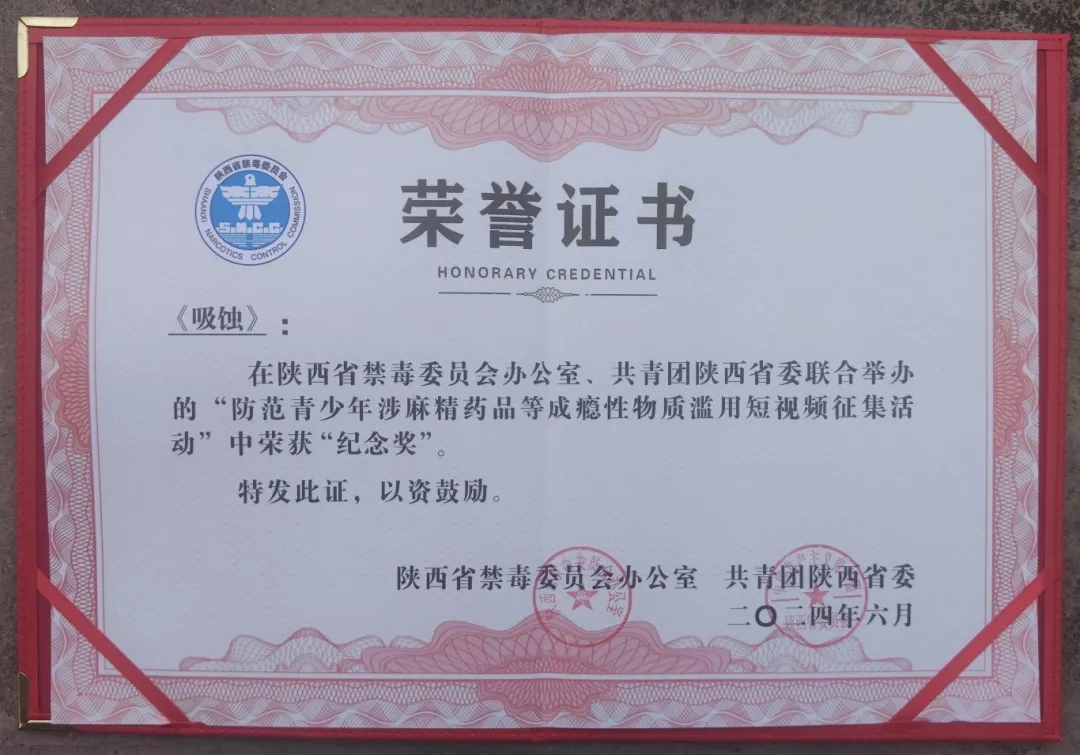 陕西省禁毒委员会
S.N.C.C.
SHAANXI NARCOTICS CONTROL COMMISSION
荣誉证书
HONORARY CREDENTIAL
《吸蚀》：
在陕西省禁毒委员会办公室、共青团陕西省委联合举办
的“防范青少年涉麻精药品等成瘾性物质滥用短视频征集活
动”中荣获“纪念奖”。
特发此证，以资鼓励。
陕西省禁毒委员会办公室 共青团陕西省委
二〇二四年六月